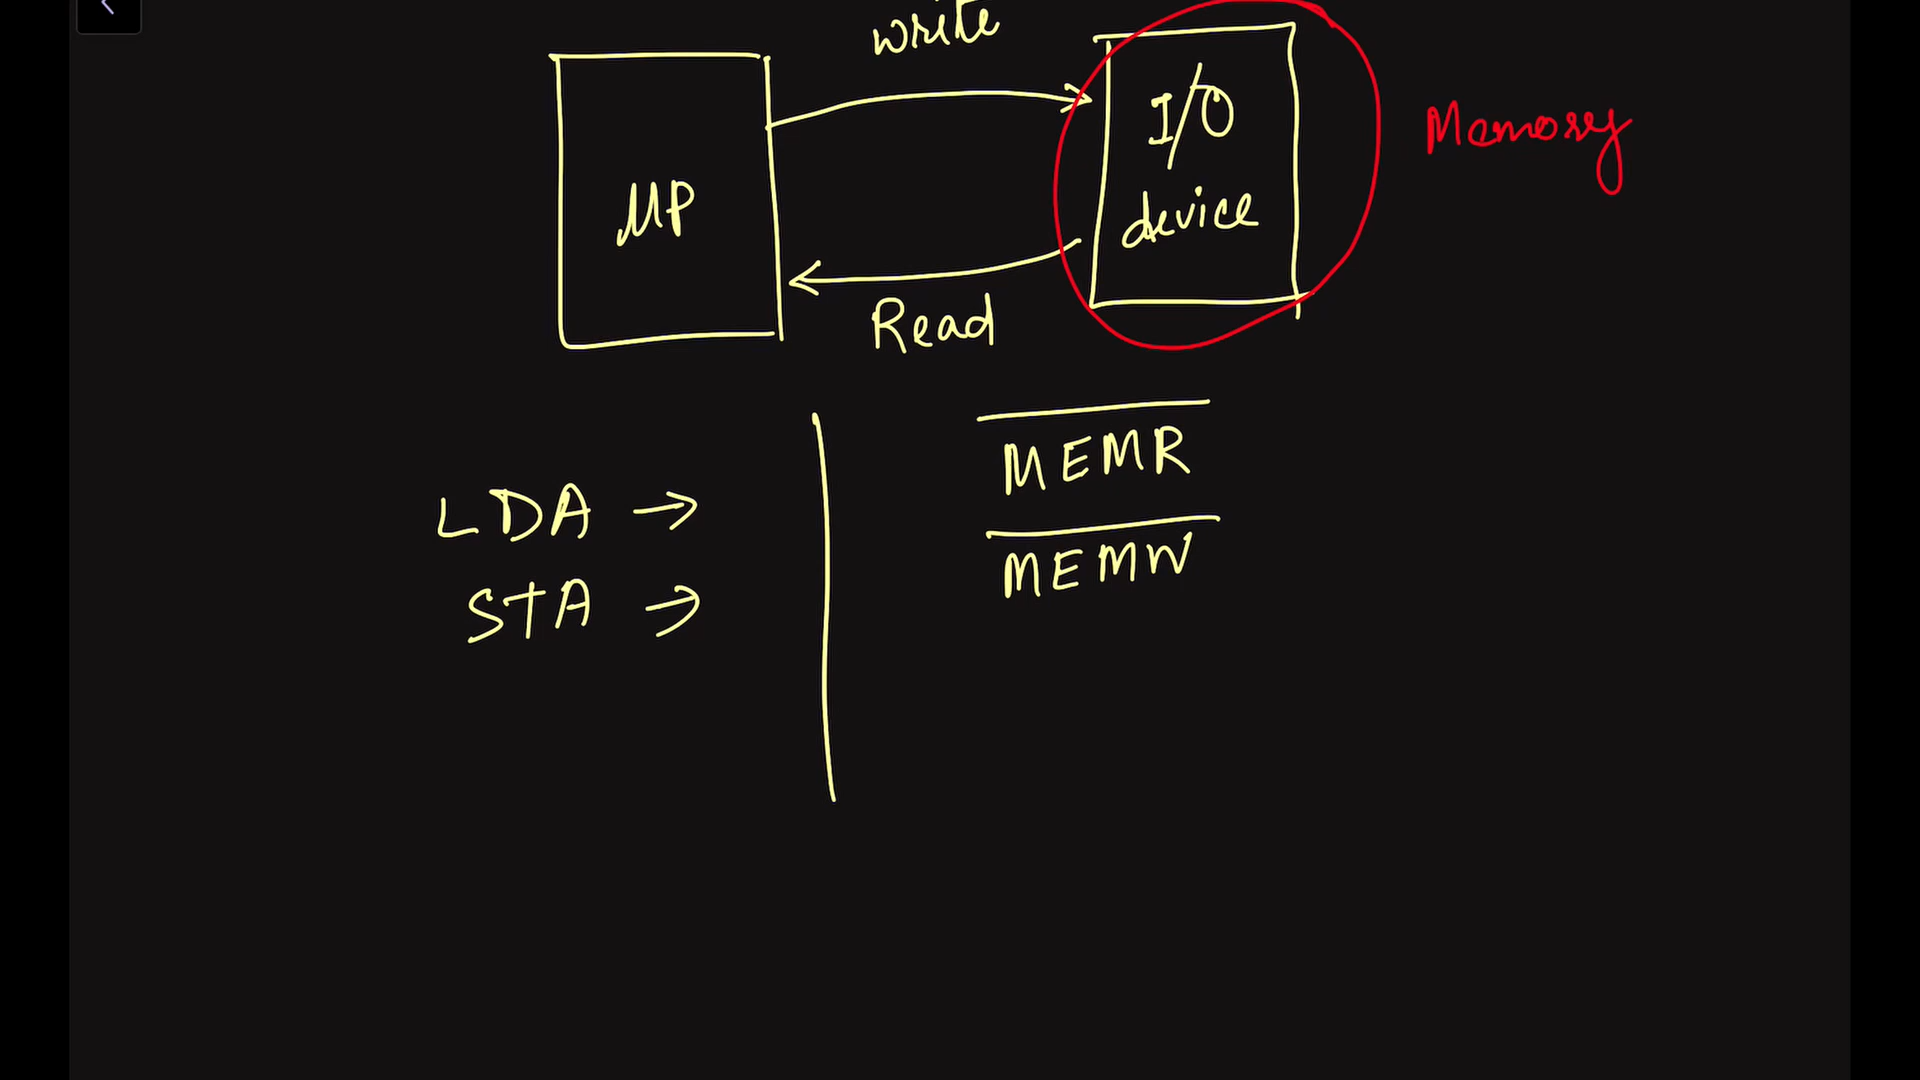 write
I/O
Memory
MP
device
Read
MEMR
LDA →
MEMW
STA →